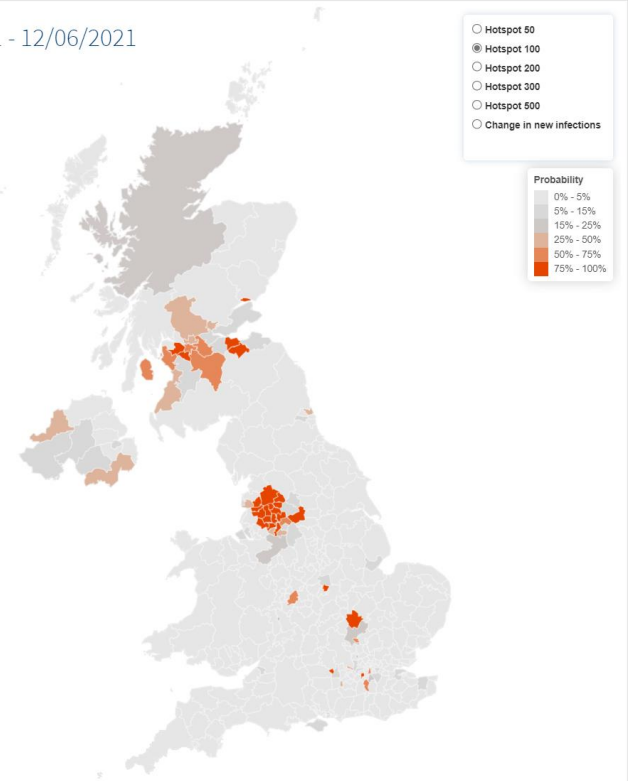 - 12/06/2021
Hotspot 50
Hotspot 100
Hotspot 200
Hotspot 300
Hotspot 500
Change in new infections
Probability
0% - 5%
5% - 15%
15% - 25%
25% - 50%
50% - 75%
75% - 100%